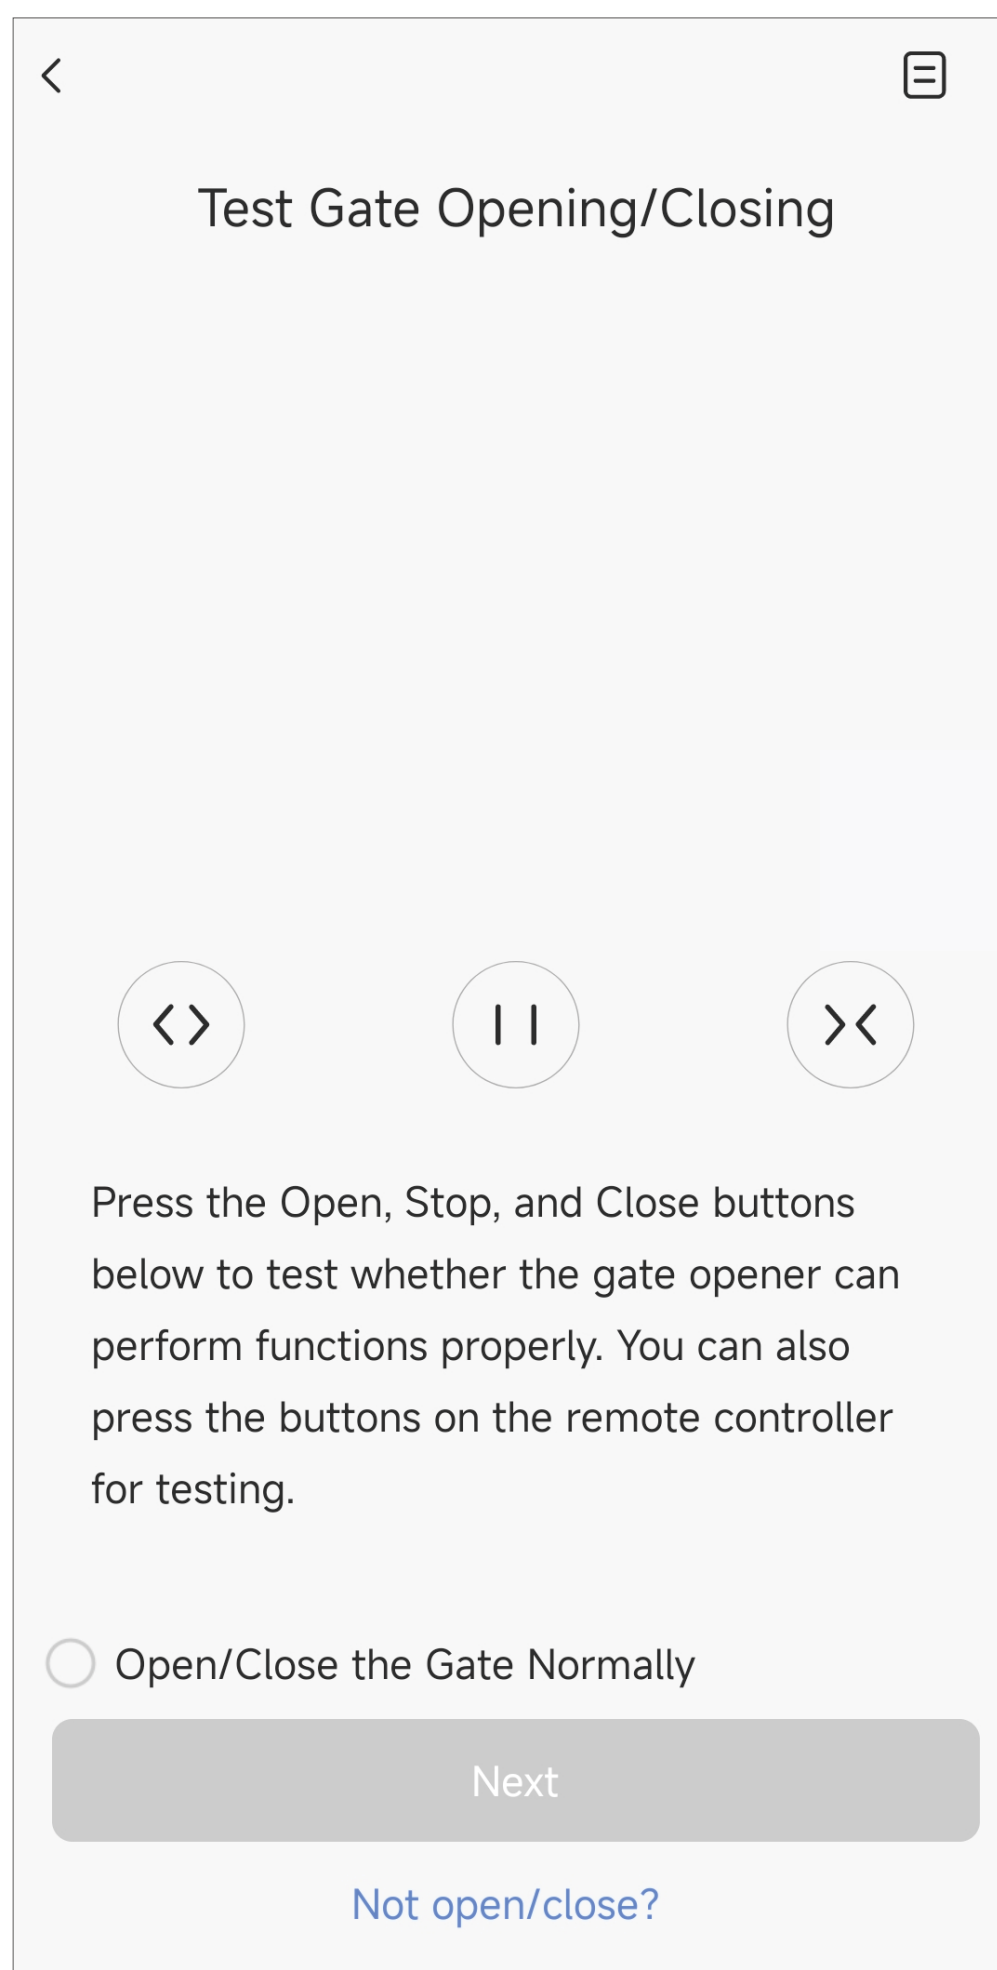 Test Gate Opening/Closing
Press the Open, Stop, and Close buttons
below to test whether the gate opener can
perform functions properly. You can also
press the buttons on the remote controller
for testing.
Open/Close the Gate Normally
Next
Not open/close?